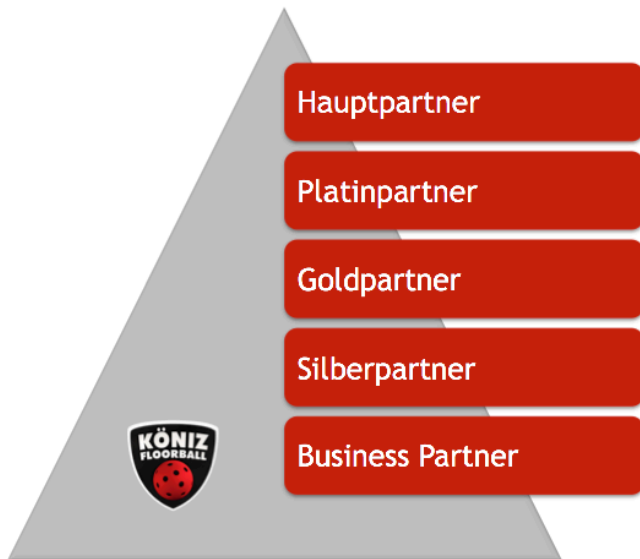 Hauptpartner
Platinpartner
Goldpartner
Silberpartner
KÖNIZ
FLOORBALL
Business Partner